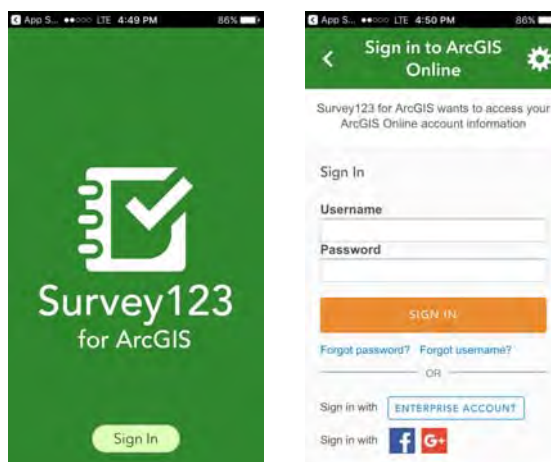 App S... LTE 4:49 PM 86%
Survey123
for ArcGIS
Sign In
App S... LTE 4:50 PM 86%
Sign in to ArcGIS
Online
Survey123 for ArcGIS wants to access your
ArcGIS Online account information
Sign In
Username
Password
SIGN IN
Forgot password? Forgot username?
OR
Sign in with ENTERPRISE ACCOUNT
Sign in with f G+